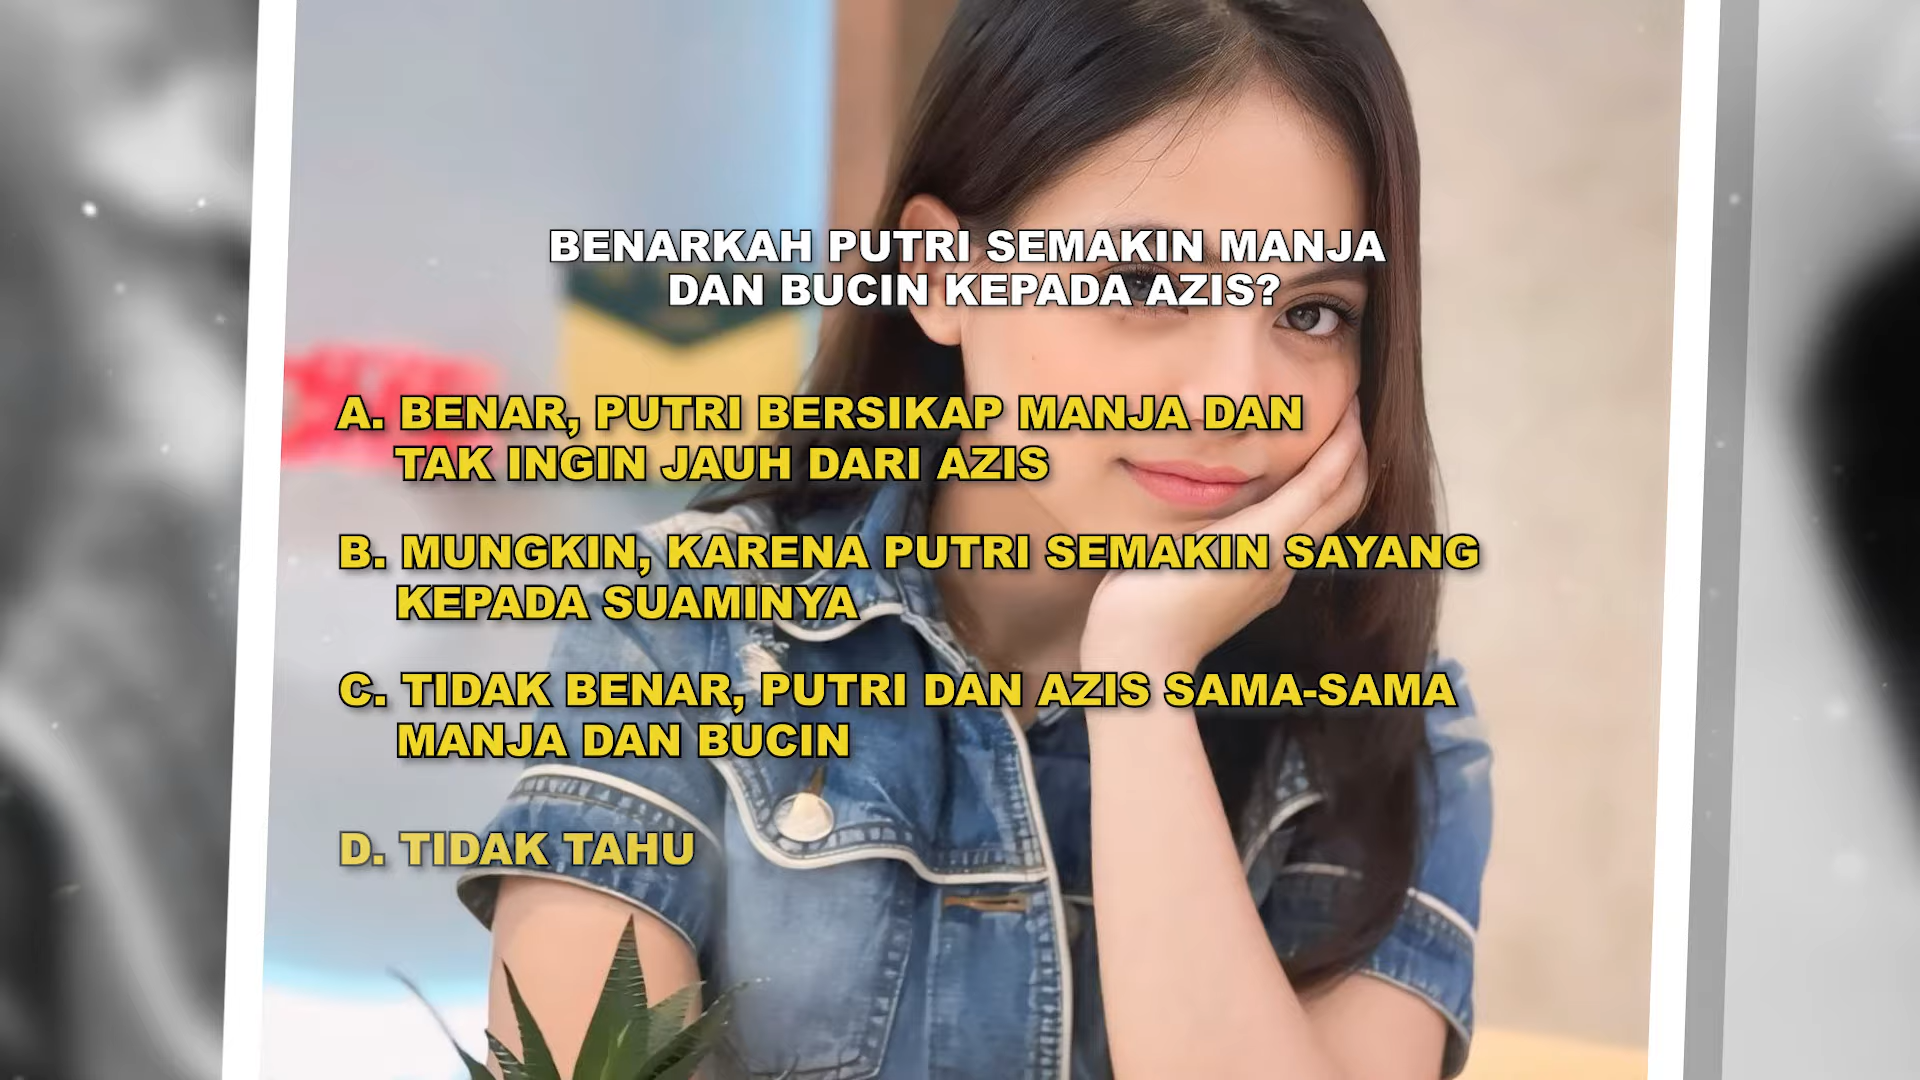 BENARKAH PUTRI SEMAKIN MANJA
DAN BUCIN KEPADA AZIS?
A. BENAR, PUTRI BERSIKAP MANJA DAN
TAK INGIN JAUH DARI AZIS
B. MUNGKIN, KARENA PUTRI SEMAKIN SAYANG
KEPADA SUAMINYA
C. TIDAK BENAR, PUTRI DAN AZIS SAMA-SAMA
MANJA DAN BUCIN
D. TIDAK TAHU